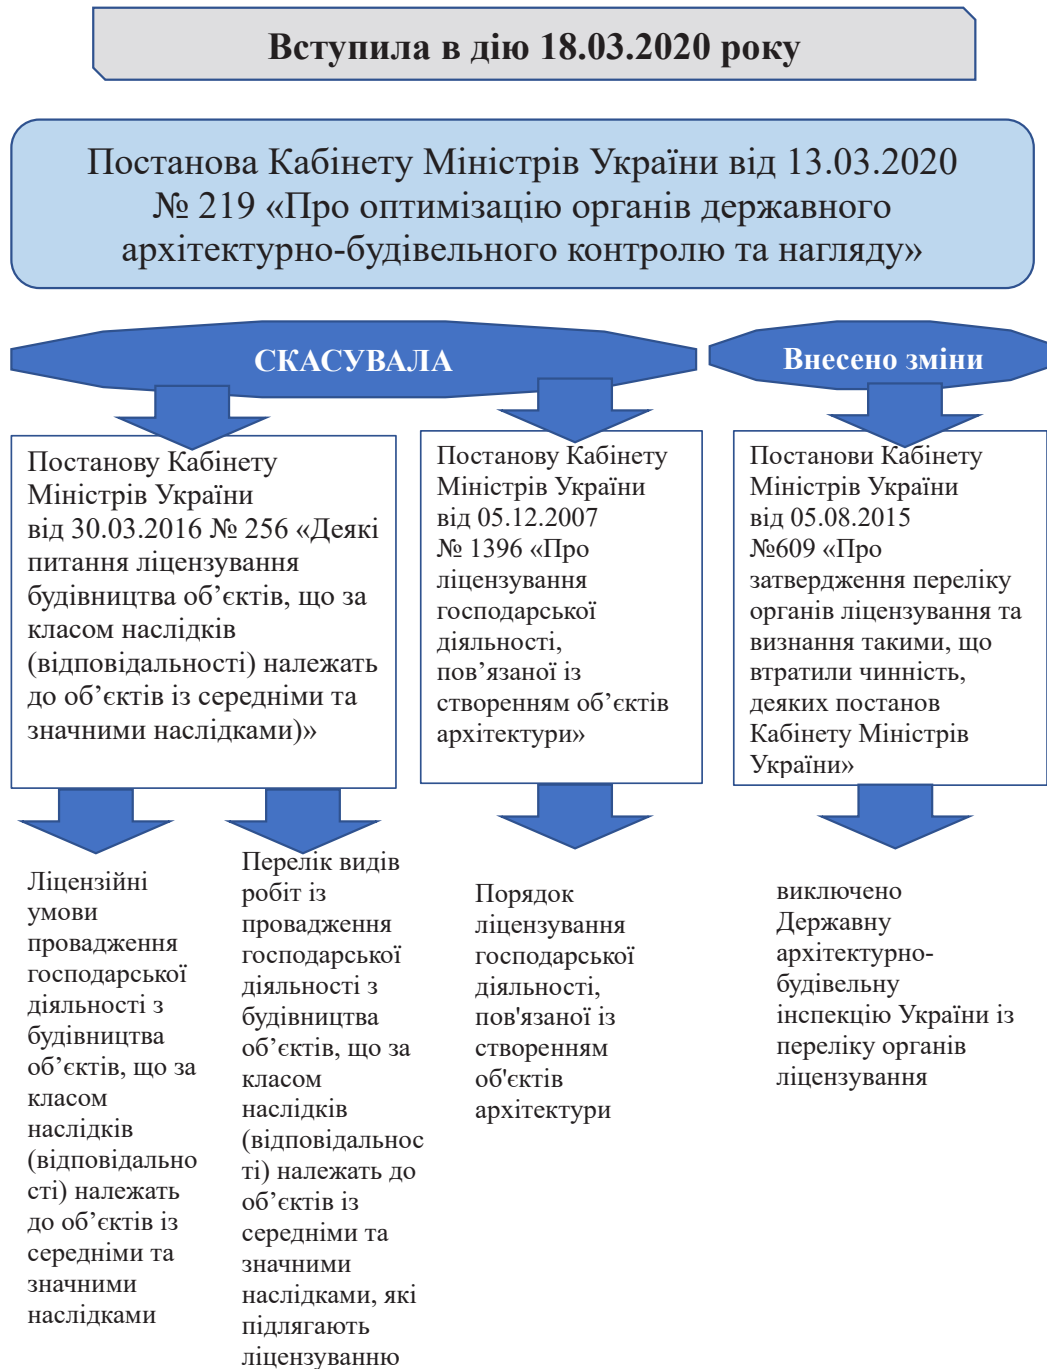 Вступила в дію 18.03.2020 року
Постанова Кабінету Міністрів України від 13.03.2020
№ 219 «Про оптимізацію органів державного
архітектурно-будівельного контролю та нагляду»
СКАСУВАЛА
Внесено зміни
Постанову Кабінету
Міністрів України
від 30.03.2016 № 256 «Деякі
питання ліцензування
будівництва об’єктів, що за
класом наслідків
(відповідальності) належать
до об’єктів із середніми та
значними наслідками)»
Постанову Кабінету
Міністрів України
від 05.12.2007
№ 1396 «Про
ліцензування
господарської
діяльності,
пов’язаної із
створенням об’єктів
архітектури»
Постанови Кабінету
Міністрів України
від 05.08.2015
№609 «Про
затвердження переліку
органів ліцензування та
визнання такими, що
втратили чинність,
деяких постанов
Кабінету Міністрів
України»
Ліцензійні
умови
провадження
господарської
діяльності з
будівництва
об’єктів, що за
класом
наслідків
(відповідально
сті) належать
до об’єктів із
середніми та
значними
наслідками
Перелік видів
робіт із
провадження
господарської
діяльності з
будівництва
об’єктів, що за
класом
наслідків
(відповідальнос
ті) належать до
об’єктів із
середніми та
значними
наслідками, які
підлягають
ліцензуванню
Порядок
ліцензування
господарської
діяльності,
пов'язаної із
створенням
об'єктів
архітектури
виключено
Державну
архітектурно-
будівельну
інспекцію України із
переліку органів
ліцензування